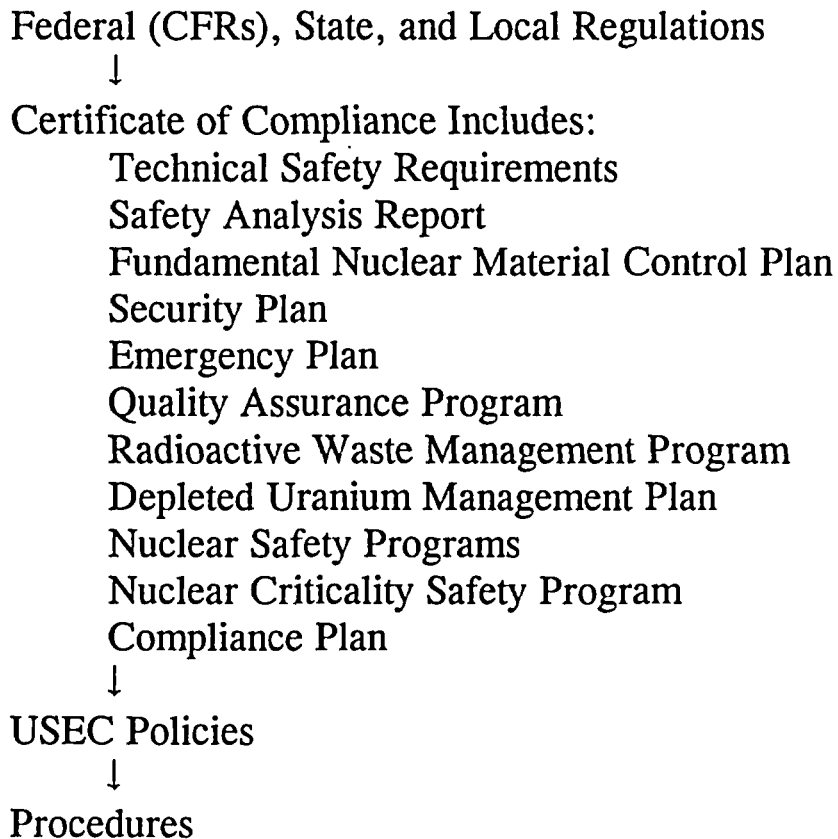 Federal (CFRs), State, and Local Regulations
↓
Certificate of Compliance Includes:
Technical Safety Requirements
Safety Analysis Report
Fundamental Nuclear Material Control Plan
Security Plan
Emergency Plan
Quality Assurance Program
Radioactive Waste Management Program
Depleted Uranium Management Plan
Nuclear Safety Programs
Nuclear Criticality Safety Program
Compliance Plan
↓
USEC Policies
↓
Procedures